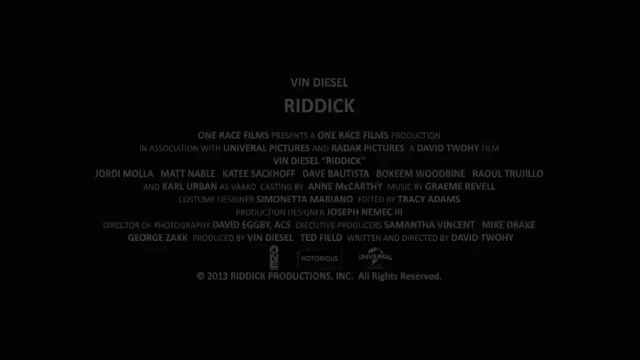 VIN DIESEL
RIDDICK
ONE RACE FILMS PRESENTS A ONE RACE FILMS PRODUCTION
IN ASSOCIATION WITH UNIVERAL PICTURES AND RADAR PICTURES A DAVID TWOHY FILM
VIN DIESEL "RIDDICK"
JORDI MOLLA MATT NABLE KATEE SACKHOFF DAVE BAUTISTA BOKEEM WOODBINE RAOUL TRUJILLO
AND KARL URBAN AS VAAKO CASTING BY ANNE McCARTHY MUSIC BY GRAEME REVELL
COSTUME DESIGNER SIMONETTA MARIANO EDITED BY TRACY ADAMS
PRODUCTION DESIGNER JOSEPH NEMEC III
DIRECTOR OF PHOTOGRAPHY DAVID EGGBY, ACS EXECUTIVE PRODUCERS SAMANTHA VINCENT MIKE DRAKE
GEORGE ZAKK PRODUCED BY VIN DIESEL TED FIELD WRITTEN AND DIRECTED BY DAVID TWOHY
ONE NOTORIOUS UNIVERSAL
© 2013 RIDDICK PRODUCTIONS, INC. All Rights Reserved.